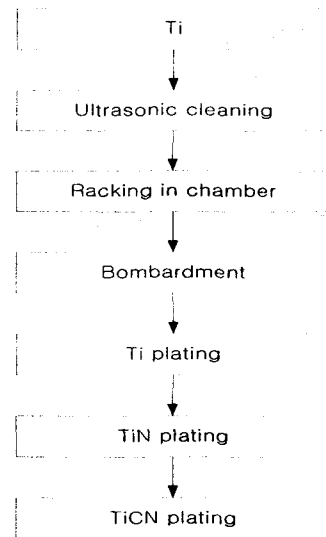 Ti
Ultrasonic cleaning
Racking in chamber
Bombardment
Ti plating
TiN plating
TiCN plating